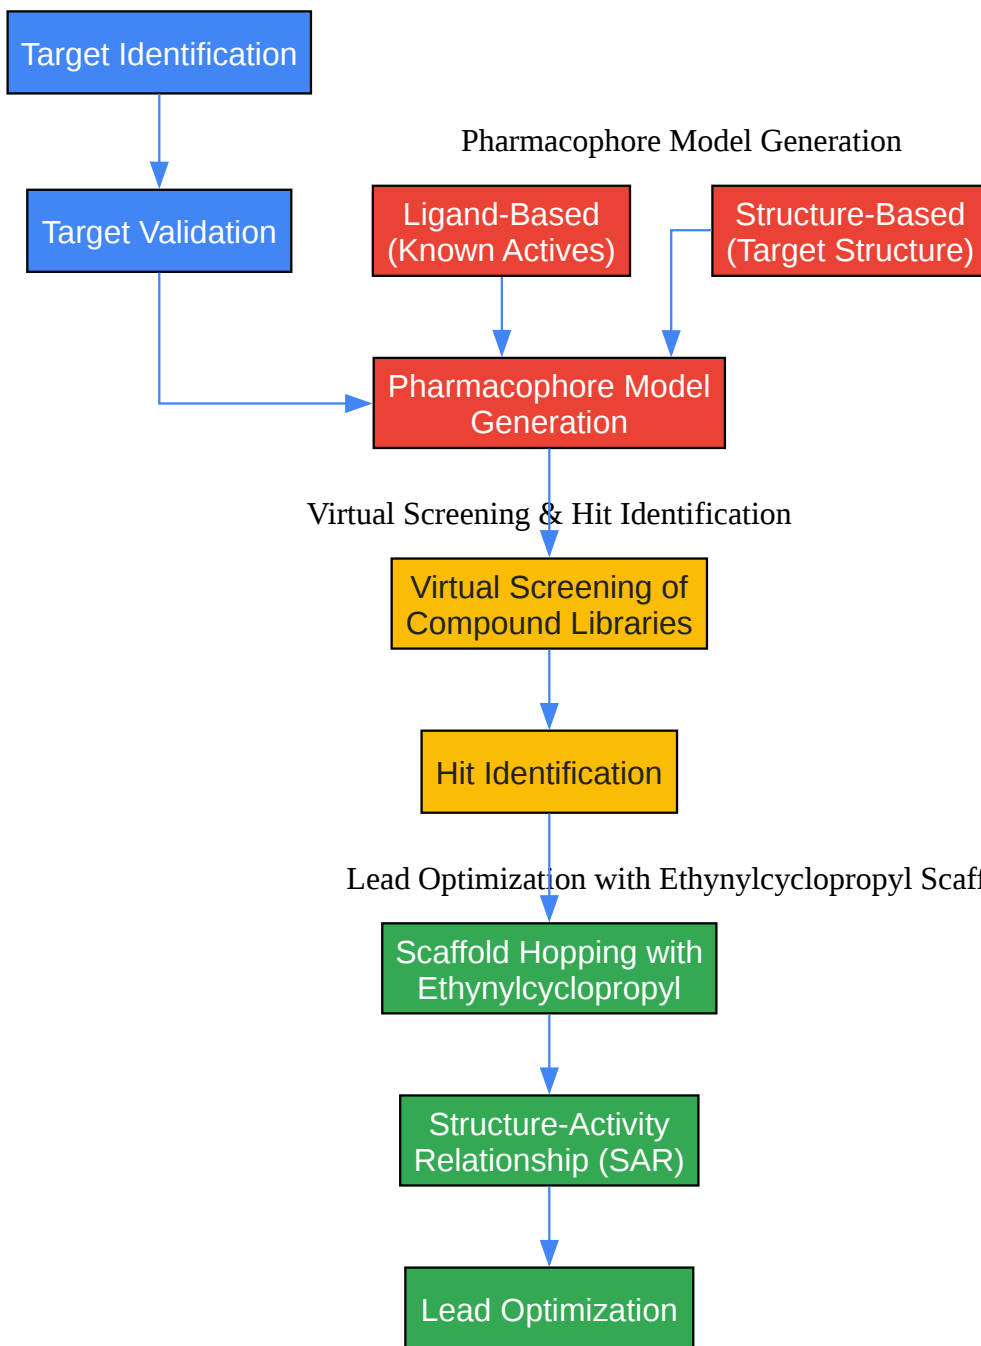 Target Identification
Pharmacophore Model Generation
Target Validation
Ligand-Based
(Known Actives)
Structure-Based
(Target Structure)
Pharmacophore Model
Generation
Virtual Screening & Hit Identification
Virtual Screening of
Compound Libraries
Hit Identification
Lead Optimization with Ethynylcyclopropyl
Scaffold Hopping with
Ethynylcyclopropyl
Structure-Activity
Relationship (SAR)
Lead Optimization